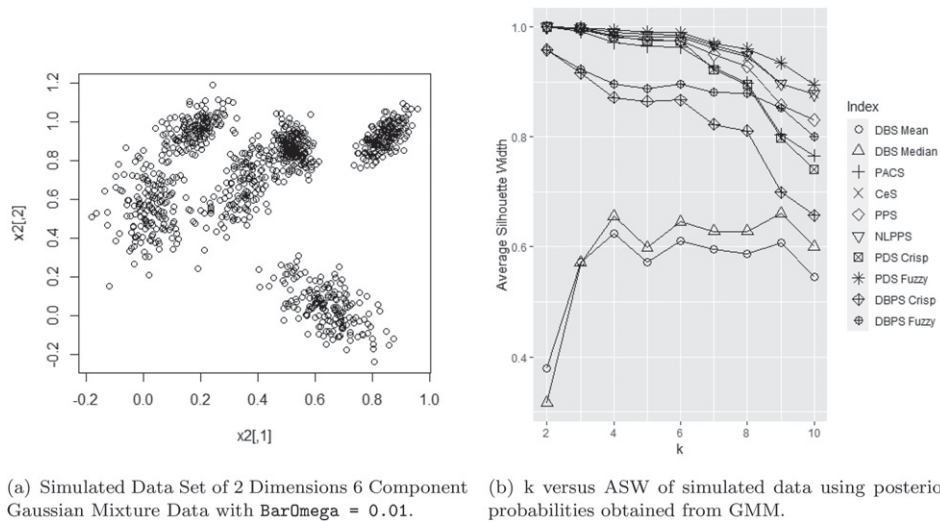 1.2
1.0
0.8
0.6
0.4
0.2
0.0
-0.2
x2[,2]
-0.2 0.0 0.2 0.4 0.6 0.8 1.0
x2[,1]
(a) Simulated Data Set of 2 Dimensions 6 Component
Gaussian Mixture Data with BarOmega = 0.01.
1.0
0.8
0.6
0.4
Average Silhouette Width
2 4 6 8 10
k
Index
DBS Mean
DBS Median
PACS
CeS
PPS
NLPPS
PDS Crisp
PDS Fuzzy
DBPS Crisp
DBPS Fuzzy
(b) k versus ASW of simulated data using posterio
probabilities obtained from GMM.